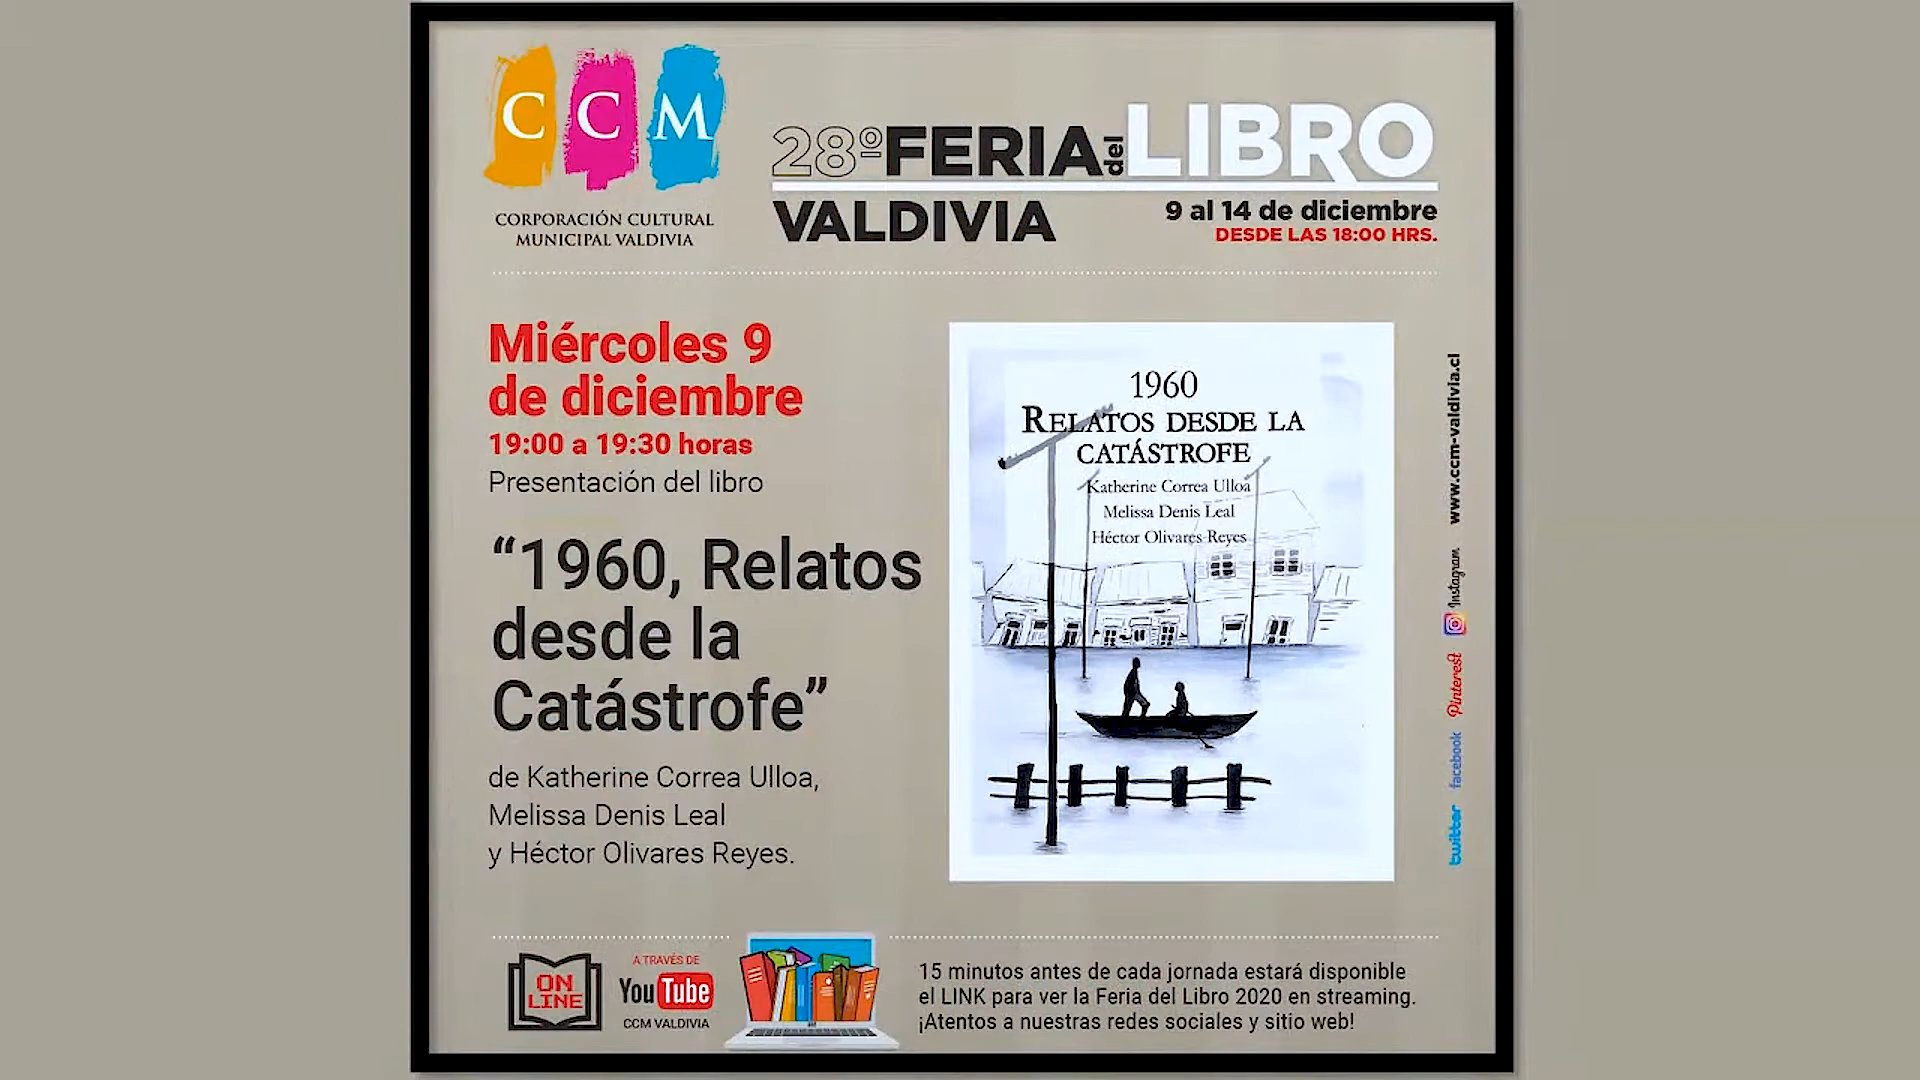 CCM
CORPORACIÓN CULTURAL
MUNICIPAL VALDIVIA
28º FERIA del LIBRO
VALDIVIA
9 al 14 de diciembre
DESDE LAS 18:00 HRS.
Miércoles 9
de diciembre
19:00 a 19:30 horas
Presentación del libro
“1960, Relatos
desde la
Catástrofe”
de Katherine Correa Ulloa,
Melissa Denis Leal
y Héctor Olivares Reyes.
1960
RELATOS DESDE LA
CATÁSTROFE
Katherine Correa Ulloa
Melissa Denis Leal
Héctor Olivares Reyes
www.ccm-valdivia.cl
Instagram
Pinterest
facebook
twitter
ON
LINE
A TRAVÉS DE
YouTube
CCM VALDIVIA
15 minutos antes de cada jornada estará disponible
el LINK para ver la Feria del Libro 2020 en streaming.
¡Atentos a nuestras redes sociales y sitio web!